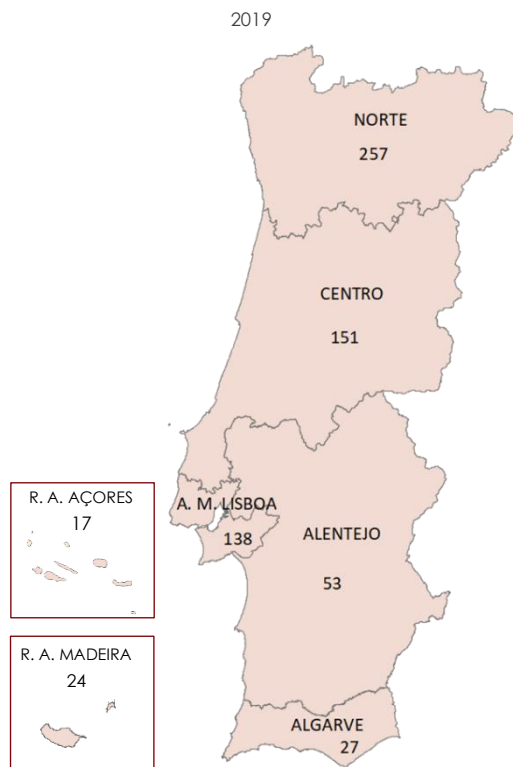 2019
NORTE
257
CENTRO
151
A. M. LISBOA
138
ALENTEJO
53
R. A. AÇORES
17
R. A. MADEIRA
24
ALGARVE
27